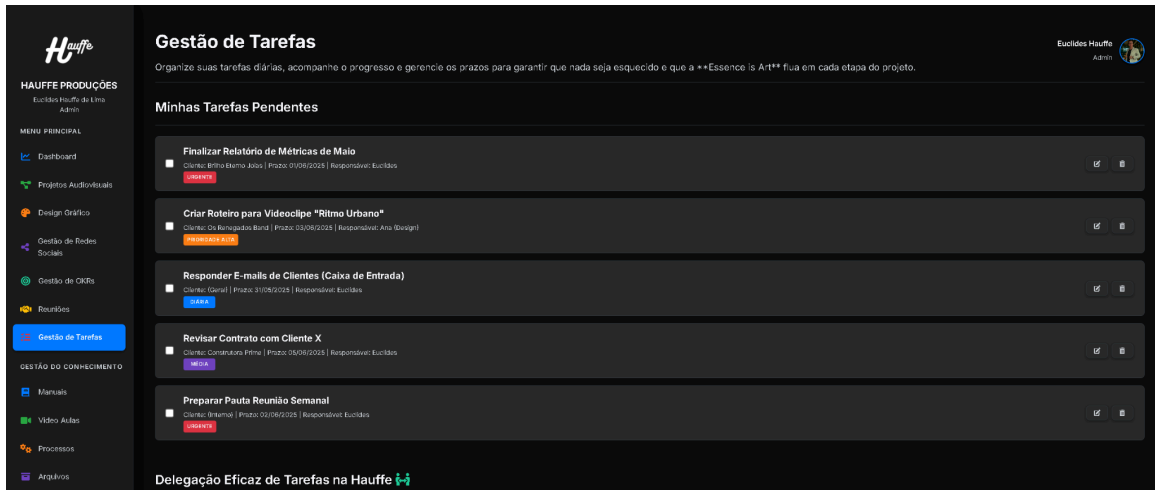 Hauffe
HAUFFE PRODUÇÕES
Euclides Hauffe de Lima
Admin
MENU PRINCIPAL
Dashboard
Projetos Audiovisuais
Design Gráfico
Gestão de Redes
Sociais
Gestão de OKRs
Reuniões
Gestão de Tarefas
GESTÃO DO CONHECIMENTO
Manuais
Video Aulas
Processos
Arquivos
Gestão de Tarefas
Organize suas tarefas diárias, acompanhe o progresso e gerencie os prazos para garantir que nada seja esquecido e que a **Essence is Art** flua em cada etapa do projeto.
Euclides Hauffe
Admin
Minhas Tarefas Pendentes
Finalizar Relatório de Métricas de Maio
Cliente: Brilho Eterno Joias | Prazo: 01/06/2025 | Responsável: Euclides
URGENTE
Criar Roteiro para Videoclipe "Ritmo Urbano"
Cliente: Os Renegados Band | Prazo: 03/06/2025 | Responsável: Ana (Design)
PRIORIDADE ALTA
Responder E-mails de Clientes (Caixa de Entrada)
Cliente: (Geral) | Prazo: 31/05/2025 | Responsável: Euclides
DIÁRIA
Revisar Contrato com Cliente X
Cliente: Construtora Prime | Prazo: 05/06/2025 | Responsável: Euclides
MÉDIA
Preparar Pauta Reunião Semanal
Cliente: (Interno) | Prazo: 02/06/2025 | Responsável: Euclides
URGENTE
Delegação Eficaz de Tarefas na Hauffe